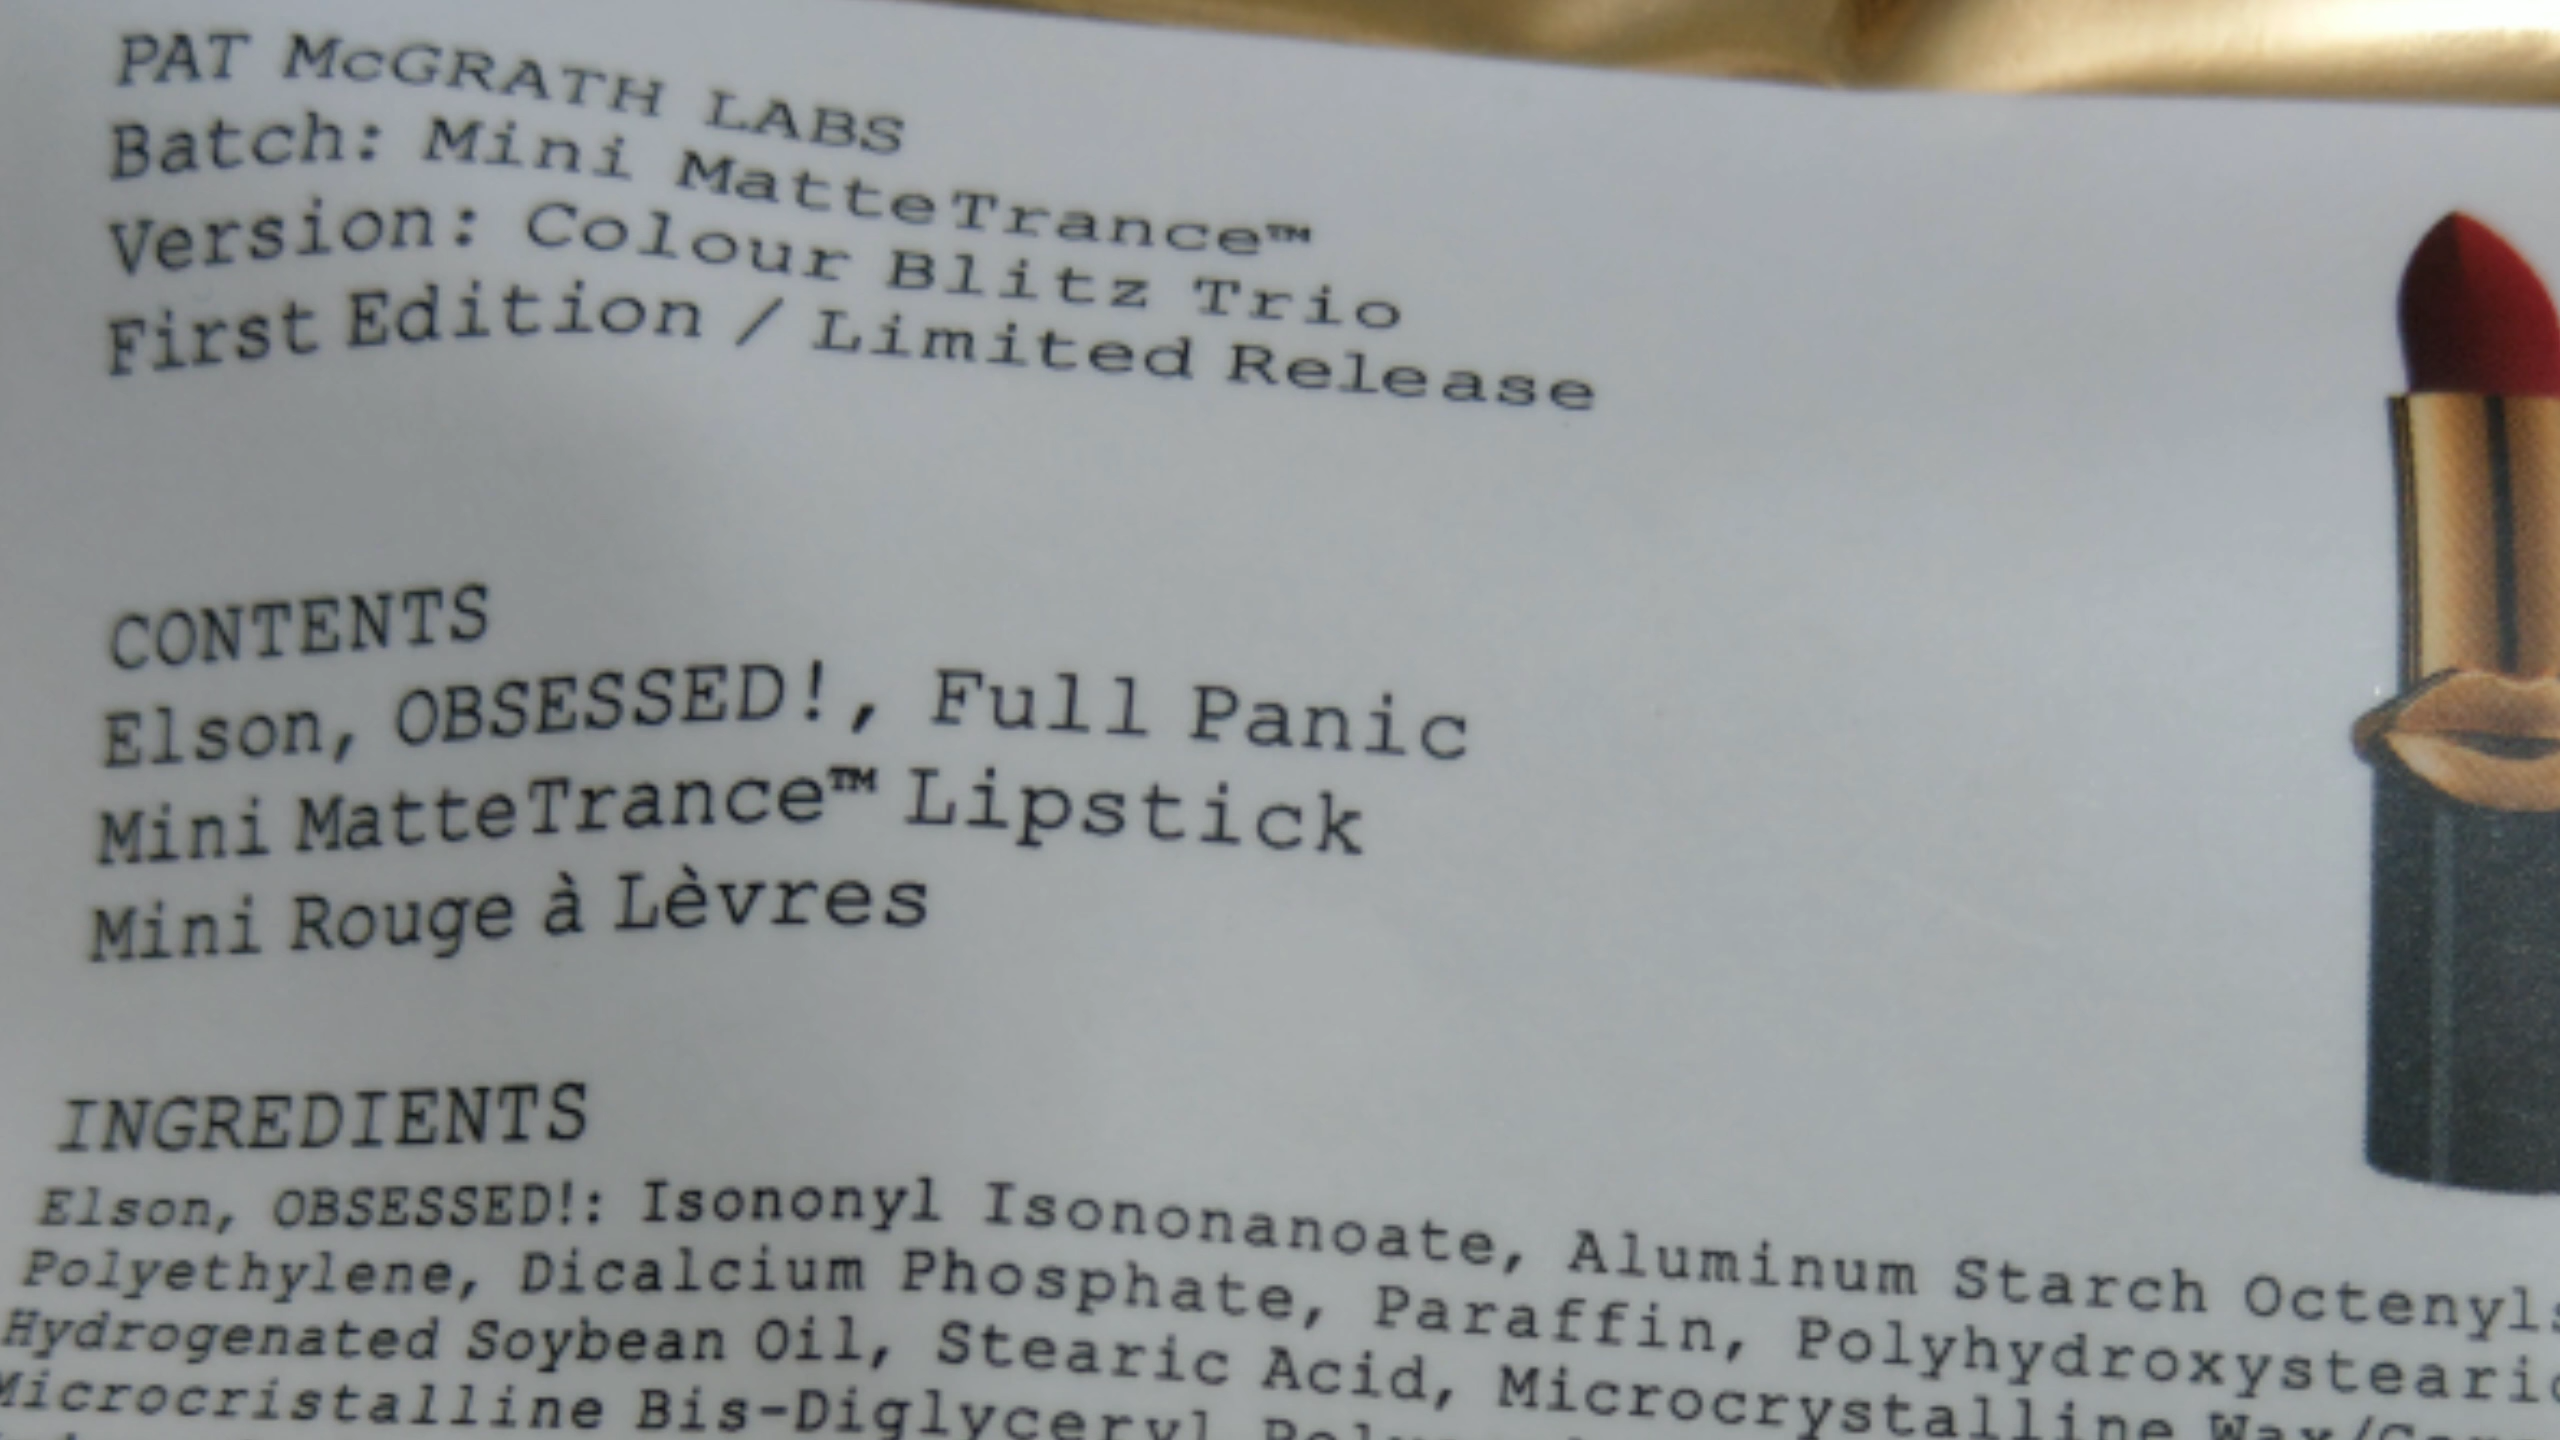 PAT McGRATH LABS
Batch: Mini MatteTrance™
Version: Colour Blitz Trio
First Edition / Limited Release
CONTENTS
Elson, OBSESSED!, Full Panic
Mini MatteTrance™ Lipstick
Mini Rouge à Lèvres
INGREDIENTS
Elson, OBSESSED!: Isononyl Isononanoate, Aluminum Starch Octenyls
Polyethylene, Dicalcium Phosphate, Paraffin, Polyhydroxystearic
Hydrogenated Soybean Oil, Stearic Acid, Microcrystalline
Microcristalline Bis-Diglyceryl